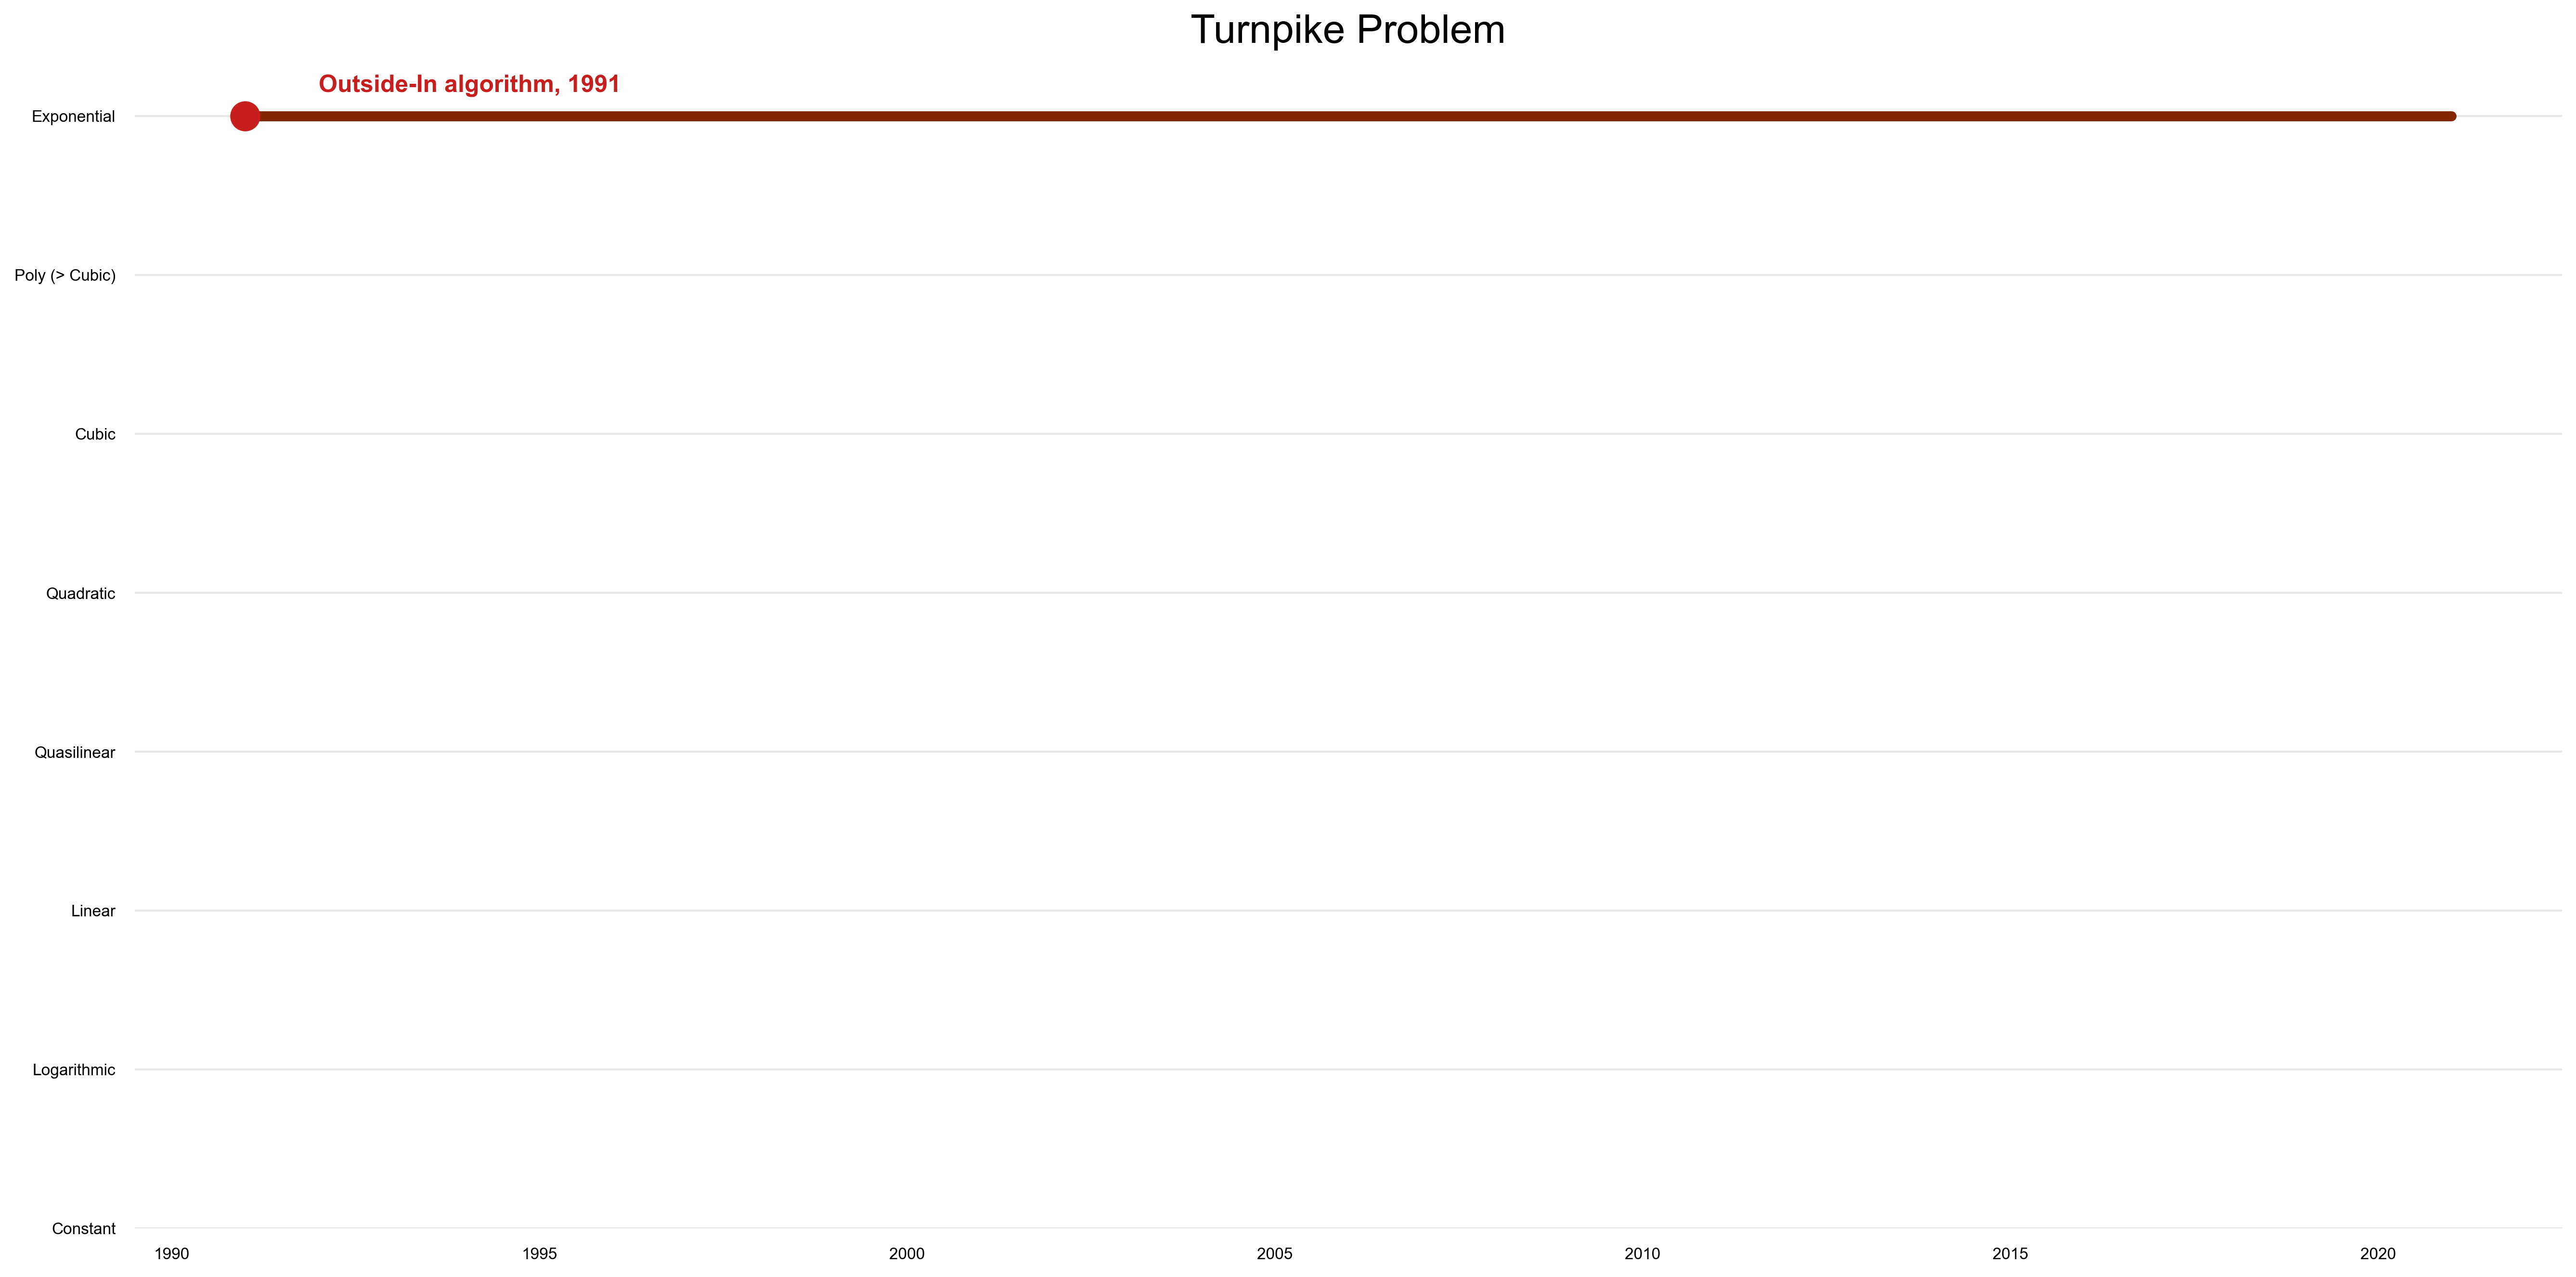 Turnpike Problem
Outside-In algorithm, 1991
Exponential
Poly (> Cubic)
Cubic
Quadratic
Quasilinear
Linear
Logarithmic
Constant
1990 1995 2000 2005 2010 2015 2020